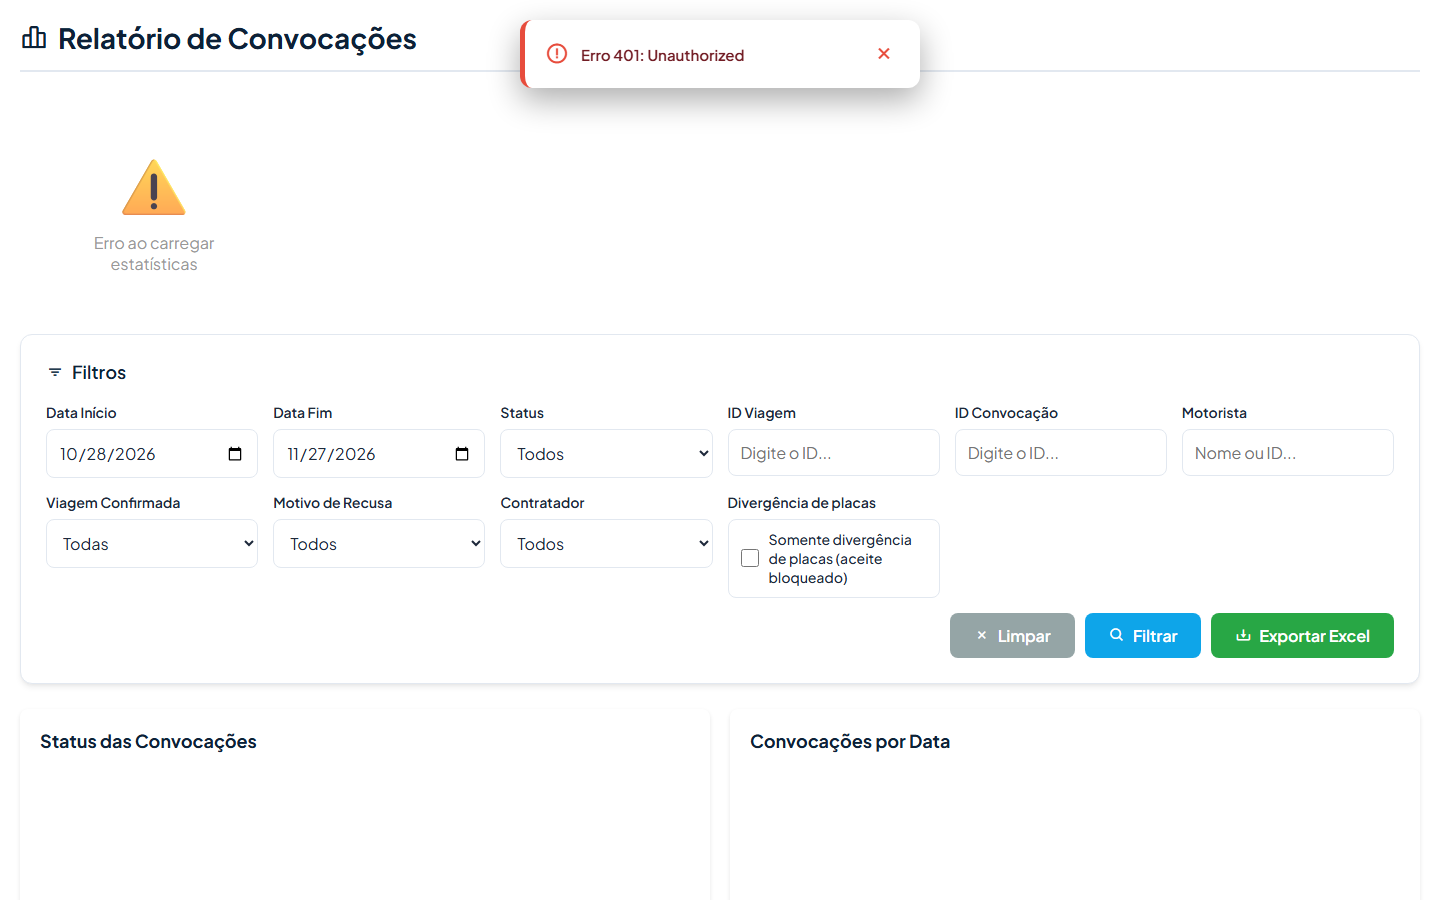 Relatório de Convocações
Erro 401: Unauthorized
Erro ao carregar
estatísticas
Filtros
Data Início
Data Fim
Status
ID Viagem
ID Convocação
Motorista
10/28/2026
11/27/2026
Todos
Digite o ID...
Digite o ID...
Nome ou ID...
Viagem Confirmada
Motivo de Recusa
Contratador
Divergência de placas
Todas
Todos
Todos
Somente divergência
de placas (aceite
bloqueado)
Limpar
Filtrar
Exportar Excel
Status das Convocações
Convocações por Data